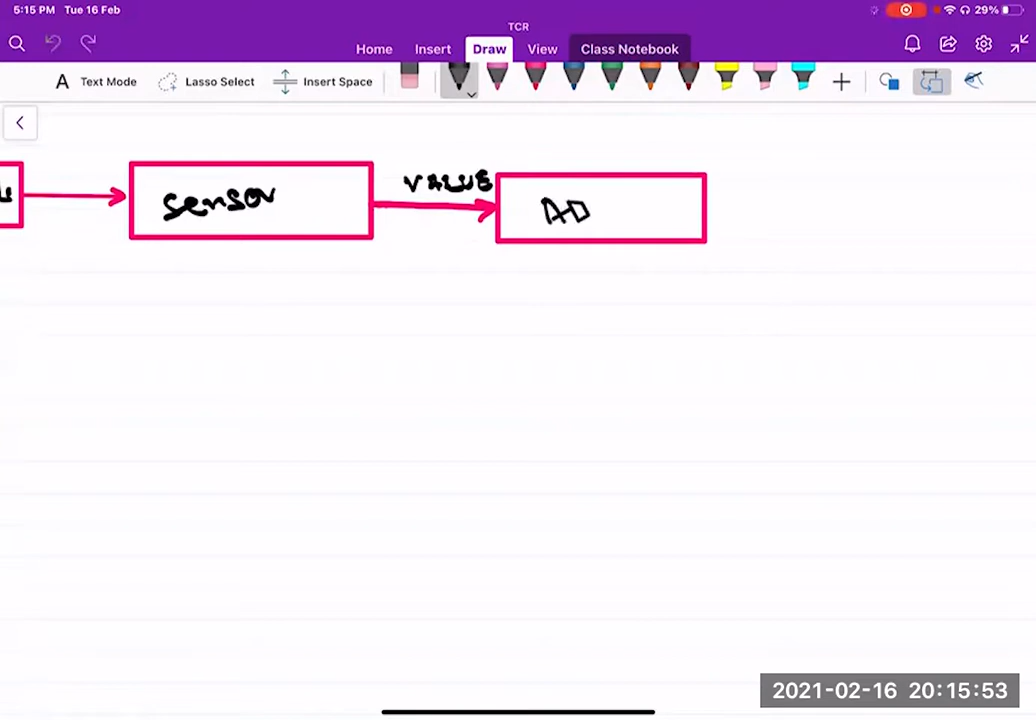 5:15 PM Tue 16 Feb
29%
TCR
Home Insert Draw View Class Notebook
A Text Mode Lasso Select Insert Space
VALUE
sensor
AD
2021-02-16 20:15:53